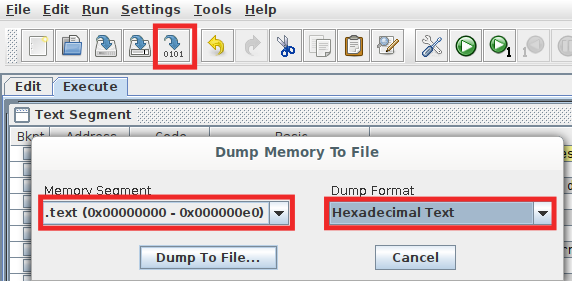 File Edit Run Settings Tools Help
0101
1
Edit Execute
Text Segment
Bkpt Address Code Basic
Dump Memory To File
Memory Segment Dump Format
.text (0x00000000 - 0x000000e0) Hexadecimal Text
Dump To File... Cancel